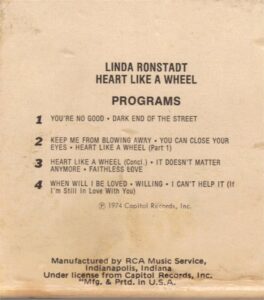 LINDA RONSTADT
HEART LIKE A WHEEL
PROGRAMS
1 YOU'RE NO GOOD • DARK END OF THE STREET
2 KEEP ME FROM BLOWING AWAY • YOU CAN CLOSE YOUR
EYES • HEART LIKE A WHEEL (Part 1)
3 HEART LIKE A WHEEL (Concl.) • IT DOESN'T MATTER
ANYMORE • FAITHLESS LOVE
4 WHEN WILL I BE LOVED • WILLING • I CAN'T HELP IT (If
I'm Still In Love With You)
℗ 1974 Capitol Records, Inc.
Manufactured by RCA Music Service,
Indianapolis, Indiana
Under license from Capitol Records, Inc.
"Mfg. & Prtd. in U.S.A.